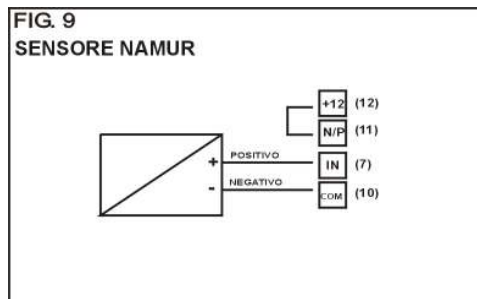 FIG. 9
SENSORE NAMUR
+12 (12)
N/P (11)
+ POSITIVO IN (7)
- NEGATIVO COM (10)